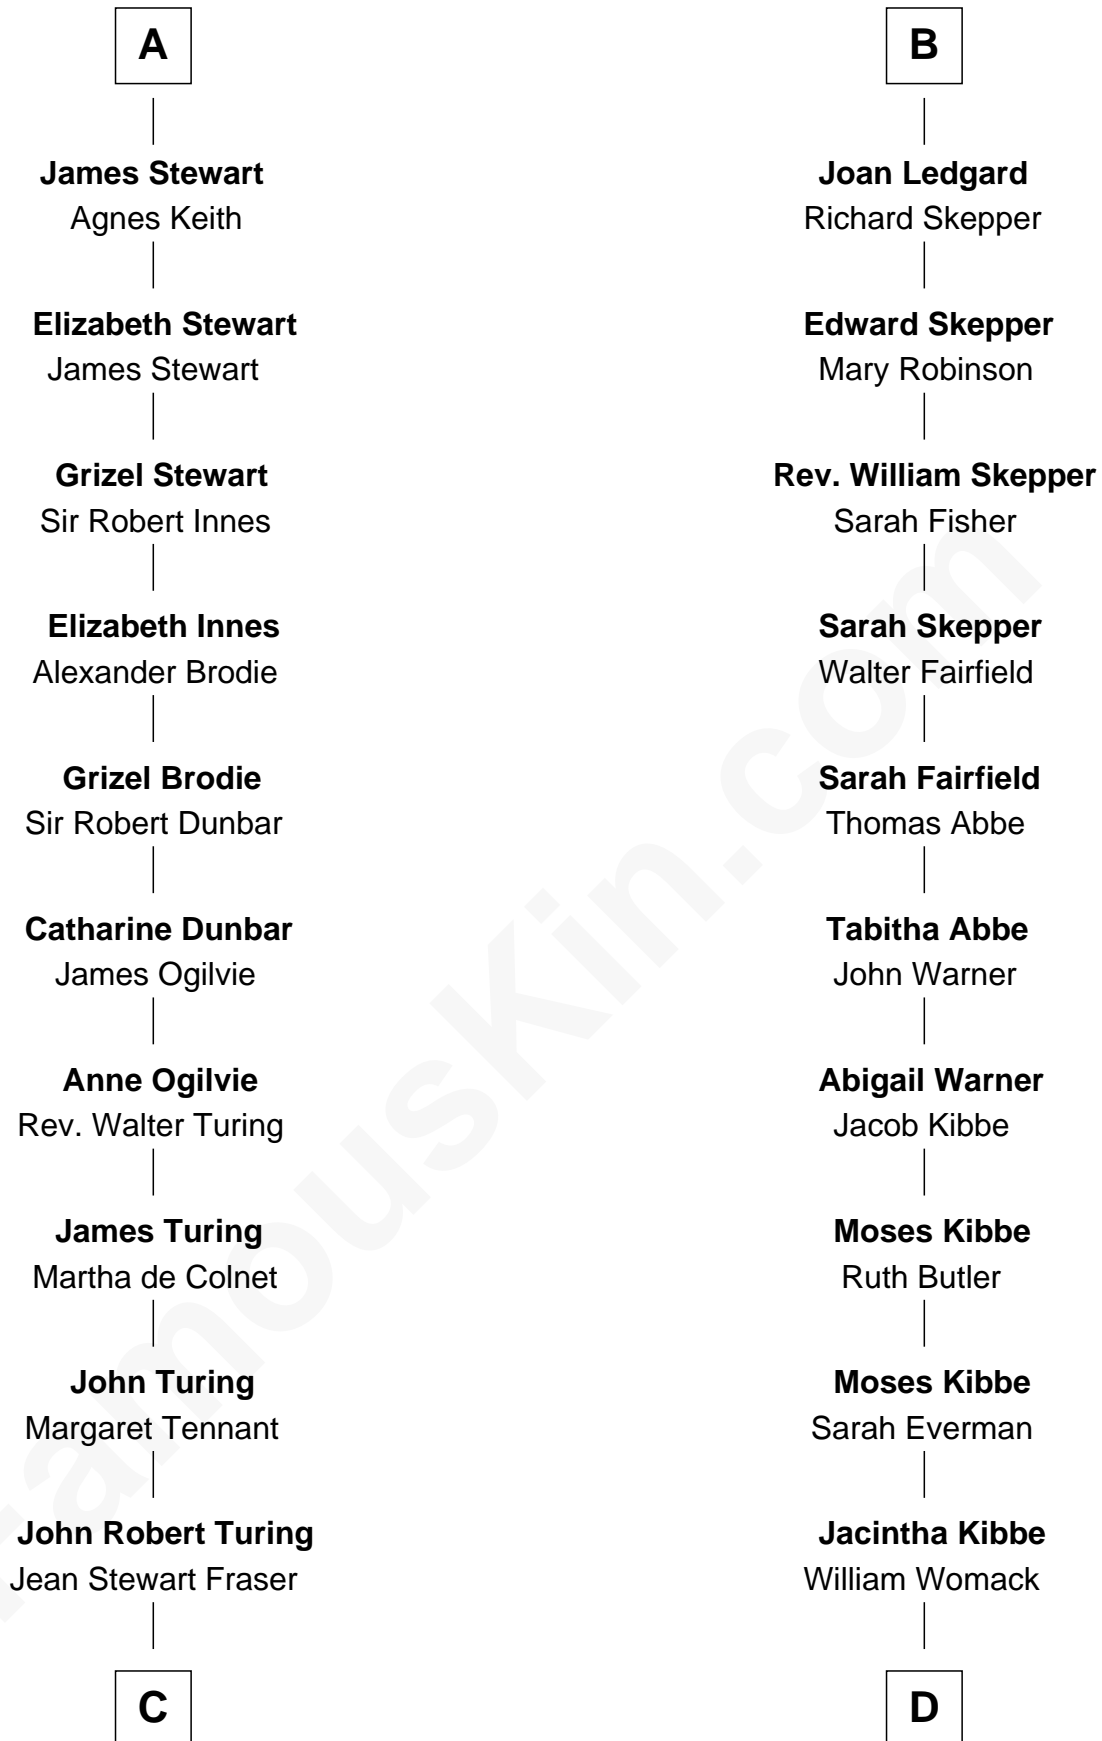 A
James Stewart
Agnes Keith
Elizabeth Stewart
James Stewart
Grizel Stewart
Sir Robert Innes
Elizabeth Innes
Alexander Brodie
Grizel Brodie
Sir Robert Dunbar
Catharine Dunbar
James Ogilvie
Anne Ogilvie
Rev. Walter Turing
James Turing
Martha de Colnet
John Turing
Margaret Tennant
John Robert Turing
Jean Stewart Fraser
C
B
Joan Ledgard
Richard Skepper
Edward Skepper
Mary Robinson
Rev. William Skepper
Sarah Fisher
Sarah Skepper
Walter Fairfield
Sarah Fairfield
Thomas Abbe
Tabitha Abbe
John Warner
Abigail Warner
Jacob Kibbe
Moses Kibbe
Ruth Butler
Moses Kibbe
Sarah Everman
Jacintha Kibbe
William Womack
D
FamousKin.com